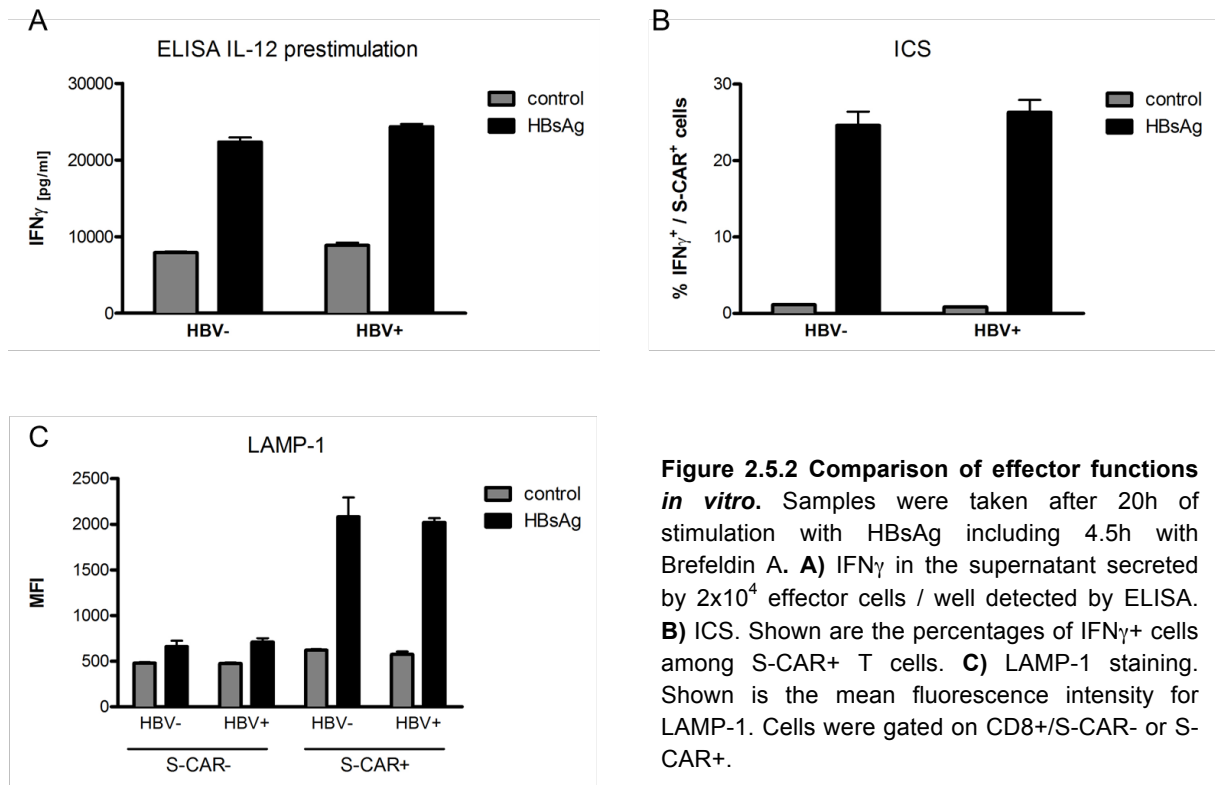 A
ELISA IL-12 prestimulation
30000
20000
10000
0
IFNγ [pg/ml]
HBV-
HBV+
control
HBsAg
B
ICS
30
20
10
0
% IFNγ⁺ / S-CAR⁺ cells
HBV-
HBV+
control
HBsAg
C
LAMP-1
2500
2000
1500
1000
500
0
MFI
HBV-
HBV+
HBV-
HBV+
S-CAR-
S-CAR+
control
HBsAg
Figure 2.5.2 Comparison of effector functions
in vitro. Samples were taken after 20h of
stimulation with HBsAg including 4.5h with
Brefeldin A. A) IFNγ in the supernatant secreted
by 2x10⁴ effector cells / well detected by ELISA.
B) ICS. Shown are the percentages of IFNγ+ cells
among S-CAR+ T cells. C) LAMP-1 staining.
Shown is the mean fluorescence intensity for
LAMP-1. Cells were gated on CD8+/S-CAR- or S-
CAR+.